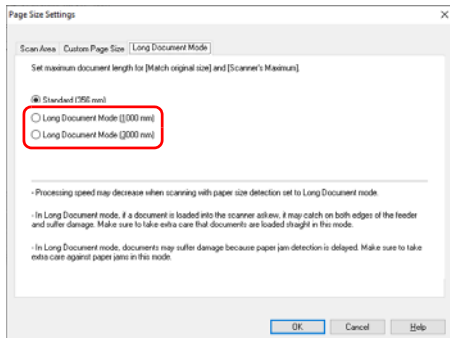 Page Size Settings
Scan Area Custom Page Size Long Document Mode
Set maximum document length for [Match original size] and [Scanner's Maximum].
Standard (356 mm)
Long Document Mode (1000 mm)
Long Document Mode (3000 mm)
- Processing speed may decrease when scanning with paper size detection set to Long Document mode.
- In Long Document mode, if a document is loaded into the scanner askew, it may catch on both edges of the feeder
and suffer damage. Make sure to take extra care that documents are loaded straight in this mode.
- In Long Document mode, documents may suffer damage because paper jam detection is delayed. Make sure to take
extra care against paper jams in this mode.
OK Cancel Help